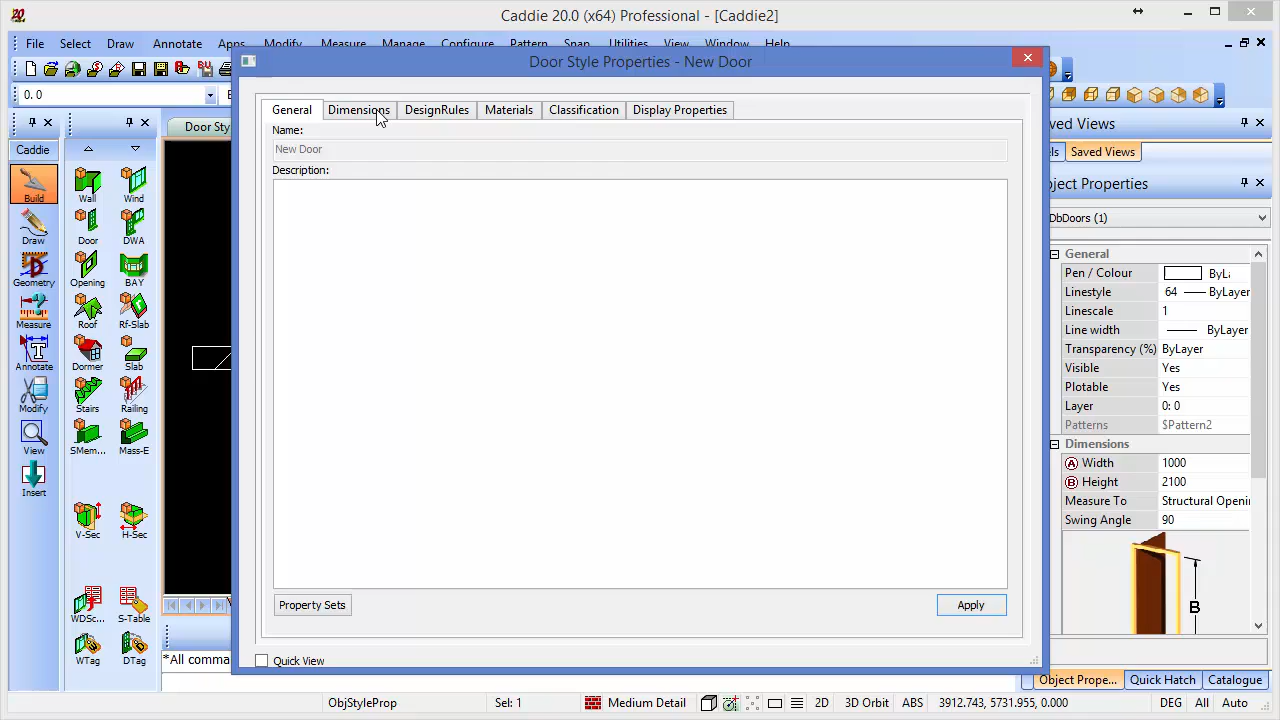 Caddie 20.0 (x64) Professional - [Caddie2]
File Select Draw Annotate Apps Modify Measure Manage Configure Pattern Snap Utilities View Window Help
Door Style Properties - New Door
0. 0
General Dimensions DesignRules Materials Classification Display Properties
Name:
New Door
Description:
Property Sets
Apply
Quick View
Door Sty
Caddie
Build
Draw
Geometry
Measure
Annotate
Modify
View
Insert
Wall Wind
Door DWA
Opening BAY
Roof Rf-Slab
Dormer Slab
Stairs Railing
SMem... Mass-E
V-Sec H-Sec
WDSc... S-Table
WTag DTag
*All comma
aved Views
els Saved Views
bject Properties
DbDoors (1)
General
Pen / Colour ByLa
Linestyle 64 ByLayer
Linescale 1
Line width ByLayer
Transparency (%) ByLayer
Visible Yes
Plotable Yes
Layer 0: 0
Patterns $Pattern2
Dimensions
A Width 1000
B Height 2100
Measure To Structural Openin
Swing Angle 90
B
Object Prope... Quick Hatch Catalogue
ObjStyleProp Sel: 1 Medium Detail 2D 3D Orbit ABS 3912.743, 5731.955, 0.000 DEG All Auto